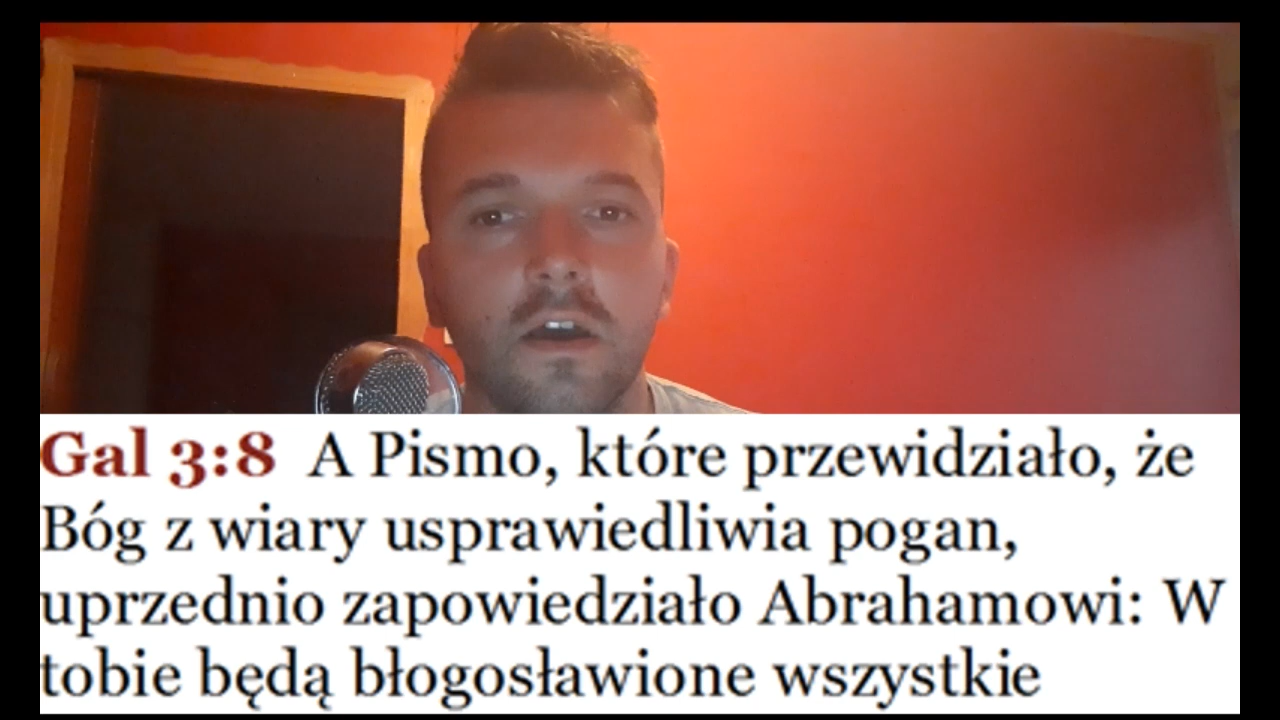 Gal 3:8 A Pismo, które przewidziało, że
Bóg z wiary usprawiedliwia pogan,
uprzednio zapowiedziało Abrahamowi: W
tobie będą błogosławione wszystkie